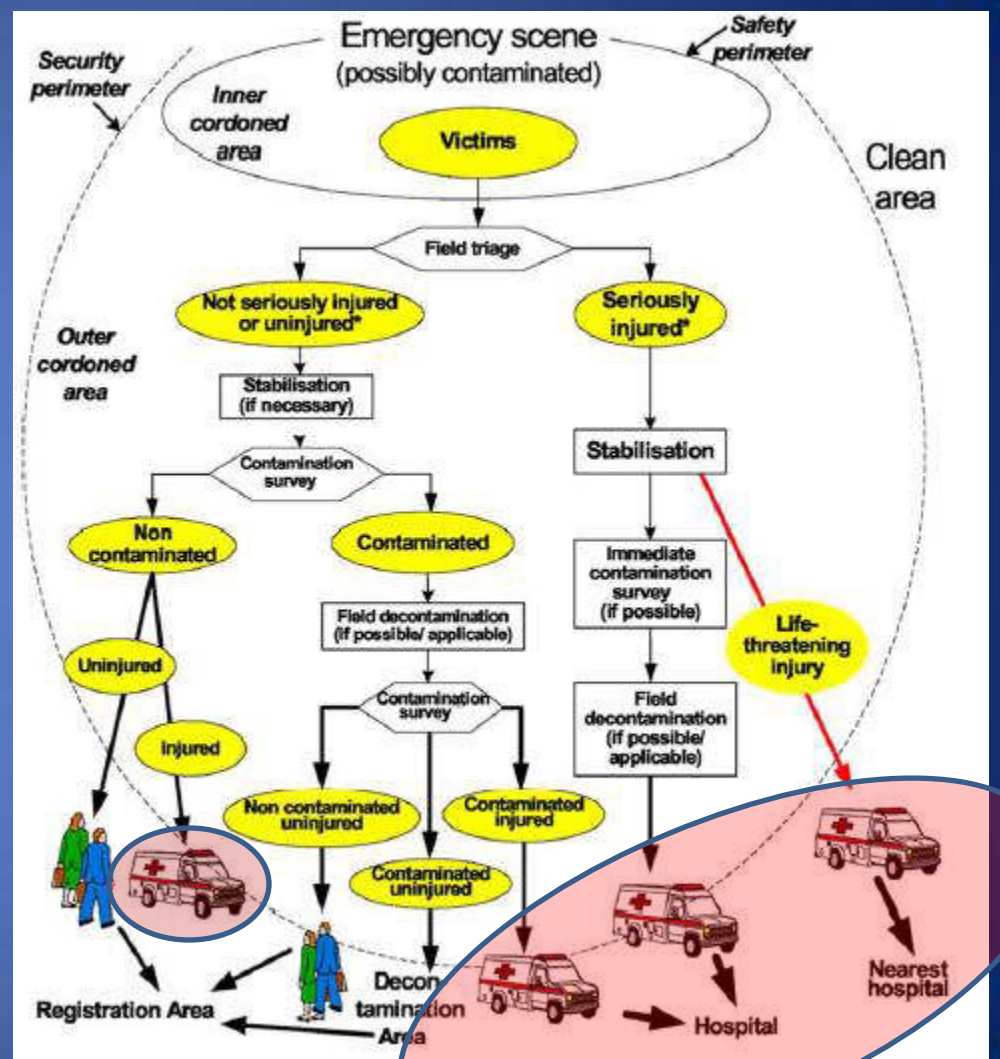 Emergency scene
(possibly contaminated)
Safety
perimeter
Security
perimeter
Inner
cordoned
area
Victims
Clean
area
Field triage
Not seriously injured
or uninjured*
Seriously
injured*
Outer
cordoned
area
Stabilisation
(if necessary)
Stabilisation
Contamination
survey
Non
contaminated
Contaminated
Immediate
contamination
survey
(if possible)
Field decontamination
(if possible/ applicable)
Life-
threatening
injury
Uninjured
Contamination
survey
Field
decontamination
(if possible/
applicable)
Injured
Non contaminated
uninjured
Contaminated
injured
Contaminated
uninjured
Registration Area
Decon-
tamination
Area
Hospital
Nearest
hospital